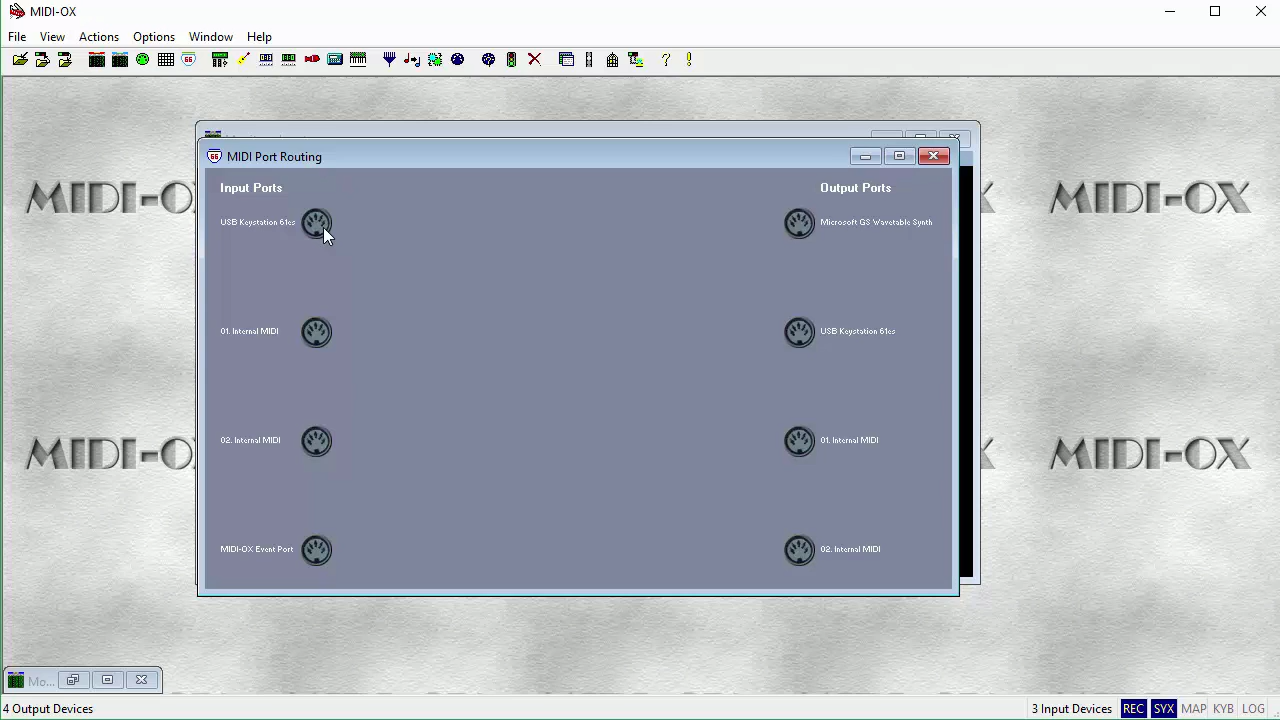 MIDI-OX
File View Actions Options Window Help
MIDI-OX
MIDI Port Routing
Input Ports
Output Ports
USB Keystation 61es
Microsoft GS Wavetable Synth
01. Internal MIDI
USB Keystation 61es
02. Internal MIDI
01. Internal MIDI
MIDI-OX Event Port
02. Internal MIDI
MIDI-OX
MIDI-OX
MIDI-OX
Mo...
4 Output Devices
3 Input Devices REC SYX MAP KYB LOG